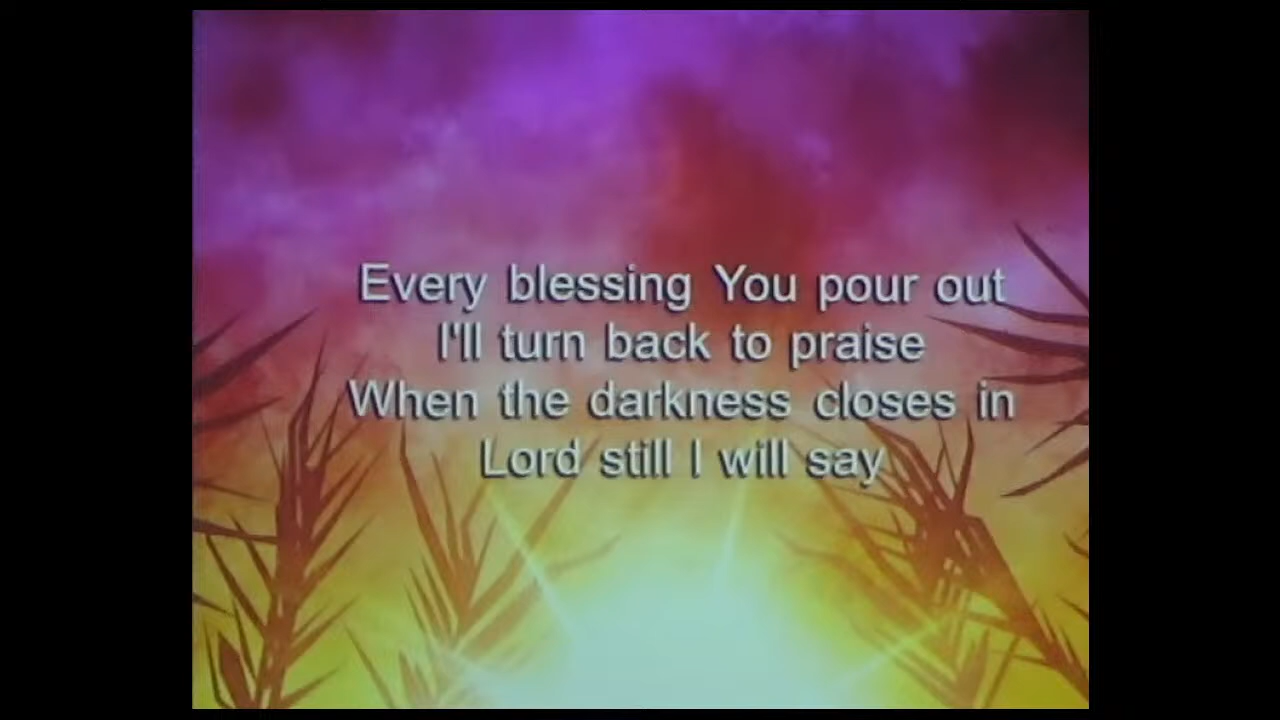 Every blessing You pour out
I'll turn back to praise
When the darkness closes in
Lord still I will say